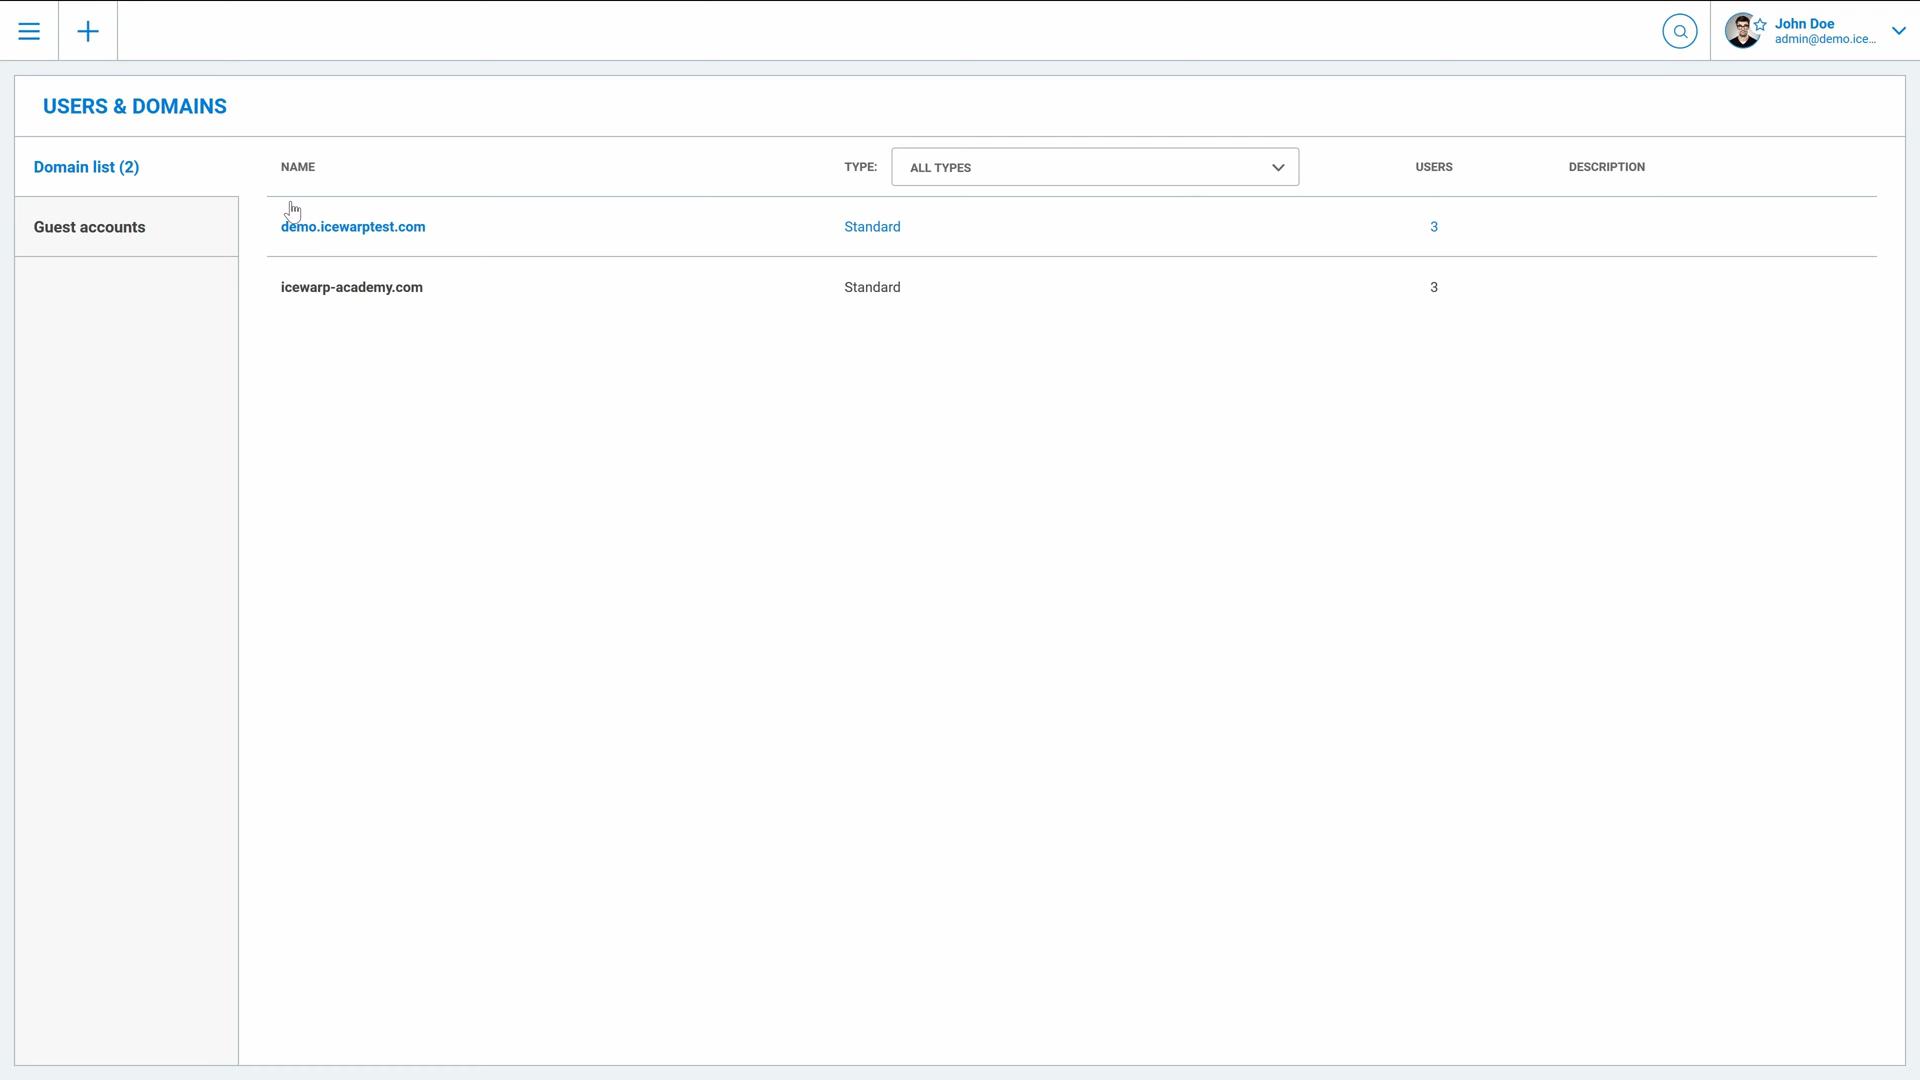 John Doe
admin@demo.ice...
USERS & DOMAINS
Domain list (2)
NAME
TYPE:
ALL TYPES
USERS
DESCRIPTION
Guest accounts
demo.icewarptest.com
Standard
3
icewarp-academy.com
Standard
3